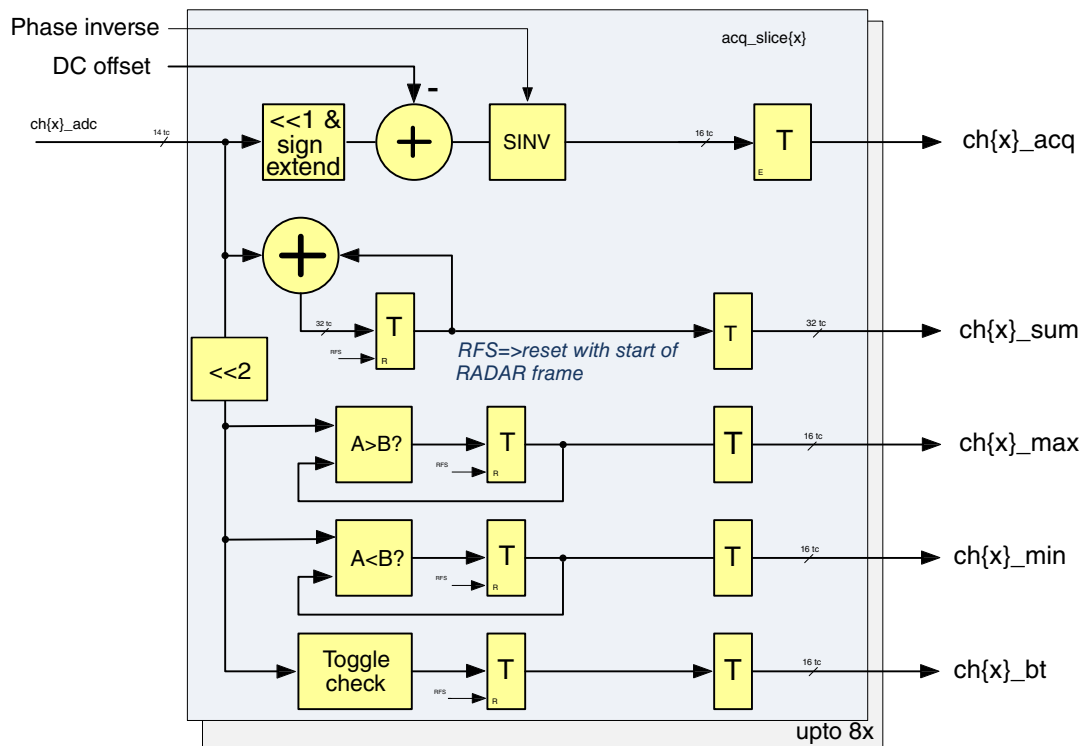 Phase inverse
acq_slice{x}
DC offset
-
ch{x}_adc
14 tc
<<1 &
sign
extend
+
SINV
16 tc
T
E
ch{x}_acq
+
32 tc
T
RFS
R
T
32 tc
ch{x}_sum
RFS=>reset with start of
RADAR frame
<<2
A>B?
T
RFS
R
T
16 tc
ch{x}_max
A<B?
T
RFS
R
T
16 tc
ch{x}_min
Toggle
check
T
RFS
R
T
16 tc
ch{x}_bt
upto 8x